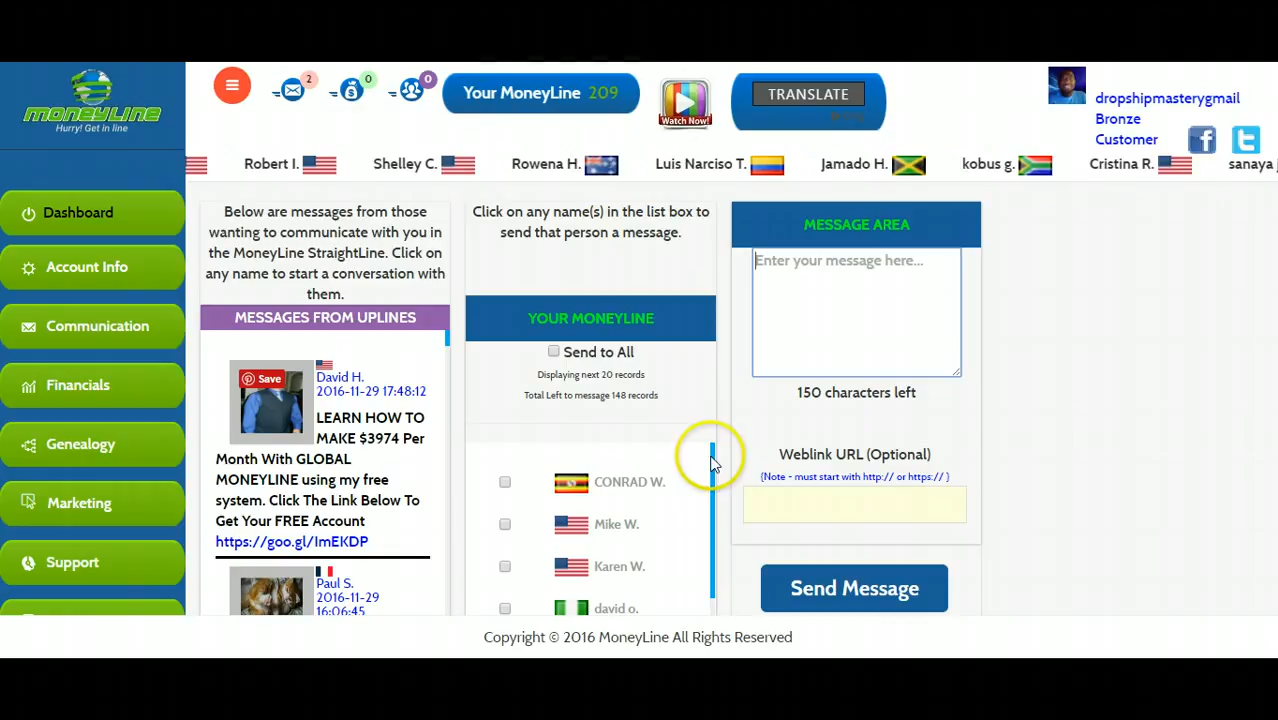 MONEYLINE
Hurry! Get in line
2
0
0
Your MoneyLine 209
Watch Now!
TRANSLATE
dropshipmasterygmail
Bronze
Customer
Robert I.
Shelley C.
Rowena H.
Luis Narciso T.
Jamado H.
kobus g.
Cristina R.
sanaya j
Dashboard
Account Info
Communication
Financials
Genealogy
Marketing
Support
Below are messages from those
wanting to communicate with you in
the MoneyLine StraightLine. Click on
any name to start a conversation with
them.
MESSAGES FROM UPLINES
Save
David H.
2016-11-29 17:48:12
LEARN HOW TO
MAKE $3974 Per
Month With GLOBAL
MONEYLINE using my free
system. Click The Link Below To
Get Your FREE Account
https://goo.gl/ImEKDP
Paul S.
2016-11-29
16:06:45
Click on any name(s) in the list box to
send that person a message.
YOUR MONEYLINE
Send to All
Displaying next 20 records
Total Left to message 148 records
CONRAD W.
Mike W.
Karen W.
david o.
MESSAGE AREA
Enter your message here...
150 characters left
Weblink URL (Optional)
{Note - must start with http:// or https:// }
Send Message
Copyright © 2016 MoneyLine All Rights Reserved